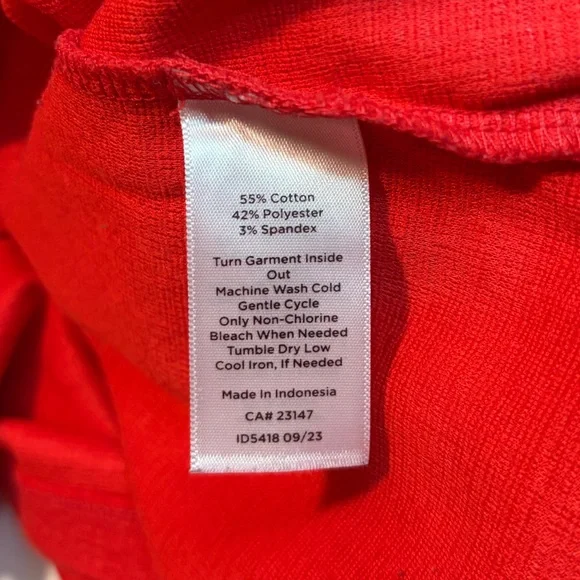 55% Cotton
42% Polyester
3% Spandex
Turn Garment Inside
Out
Machine Wash Cold
Gentle Cycle
Only Non-Chlorine
Bleach When Needed
Tumble Dry Low
Cool Iron, If Needed
Made In Indonesia
CA# 23147
ID5418 09/23